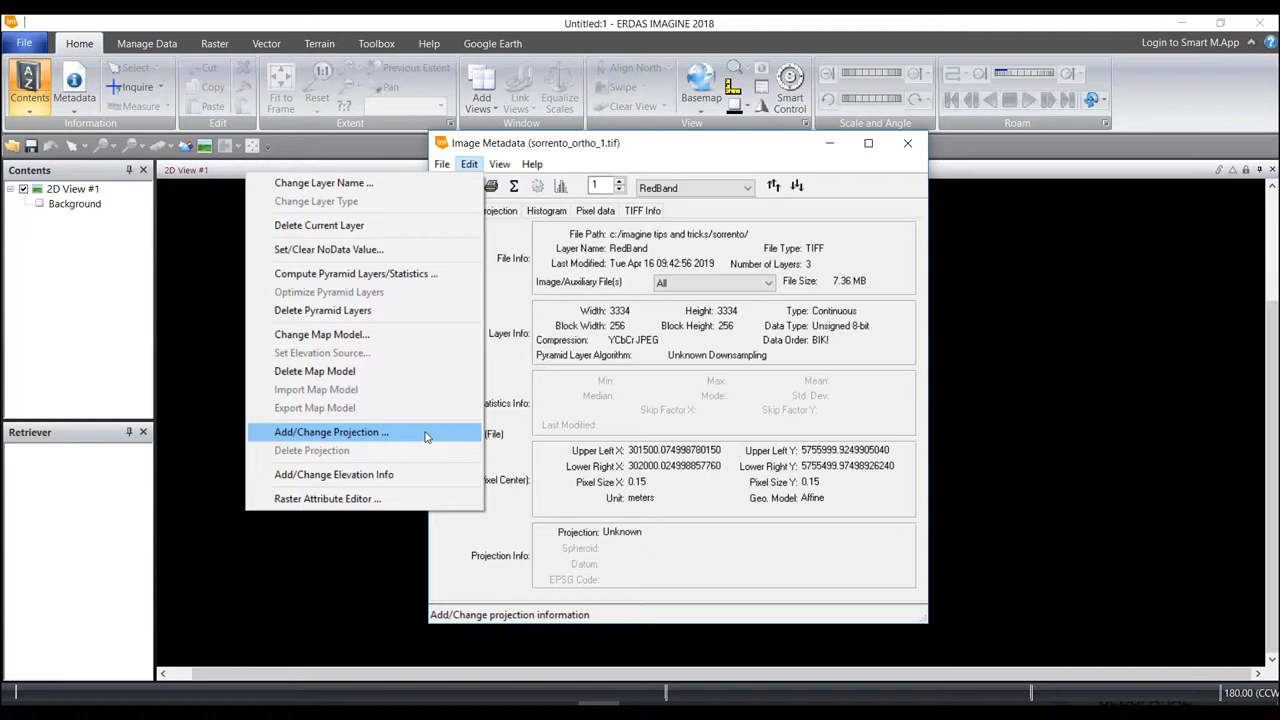 Untitled:1 - ERDAS IMAGINE 2018
File Home Manage Data Raster Vector Terrain Toolbox Help Google Earth Login to Smart M.App
Contents
Metadata
Select
Inquire
Measure
Information
Cut
Copy
Paste
Edit
Fit to Frame
Reset
1:1
Previous Extent
Pan
Extent
Add Views
Link Views
Equalize Scales
Window
Align North
Swipe
Clear View
Basemap
Smart Control
View
Scale and Angle
Roam
Contents
2D View #1
Background
Retriever
2D View #1
Image Metadata (sorrento_ortho_1.tif)
File Edit View Help
1 RedBand
Change Layer Name ...
Change Layer Type
Delete Current Layer
Set/Clear NoData Value...
Compute Pyramid Layers/Statistics ...
Optimize Pyramid Layers
Delete Pyramid Layers
Change Map Model...
Set Elevation Source...
Delete Map Model
Import Map Model
Export Map Model
Add/Change Projection ...
Delete Projection
Add/Change Elevation Info
Raster Attribute Editor ...
rojection Histogram Pixel data TIFF Info
File Info:
File Path: c:/imagine tips and tricks/sorrento/
Layer Name: RedBand File Type: TIFF
Last Modified: Tue Apr 16 09:42:56 2019 Number of Layers: 3
Image/Auxiliary File(s) All File Size: 7.36 MB
Layer Info:
Width: 3334 Height: 3334 Type: Continuous
Block Width: 256 Block Height: 256 Data Type: Unsigned 8-bit
Compression: YCbCr JPEG Data Order: BIK!
Pyramid Layer Algorithm: Unknown Downsampling
atistics Info:
Min: Max: Mean:
Median: Mode: Std. Dev:
Skip Factor X: Skip Factor Y:
Last Modified:
(File)
ixel Center):
Upper Left X: 301500.074998780150 Upper Left Y: 5755999.9249905040
Lower Right X: 302000.024998857760 Lower Right Y: 5755499.97498926240
Pixel Size X: 0.15 Pixel Size Y: 0.15
Unit: meters Geo. Model: Affine
Projection Info:
Projection: Unknown
Spheroid:
Datum:
EPSG Code:
Add/Change projection information
180.00 (CCW